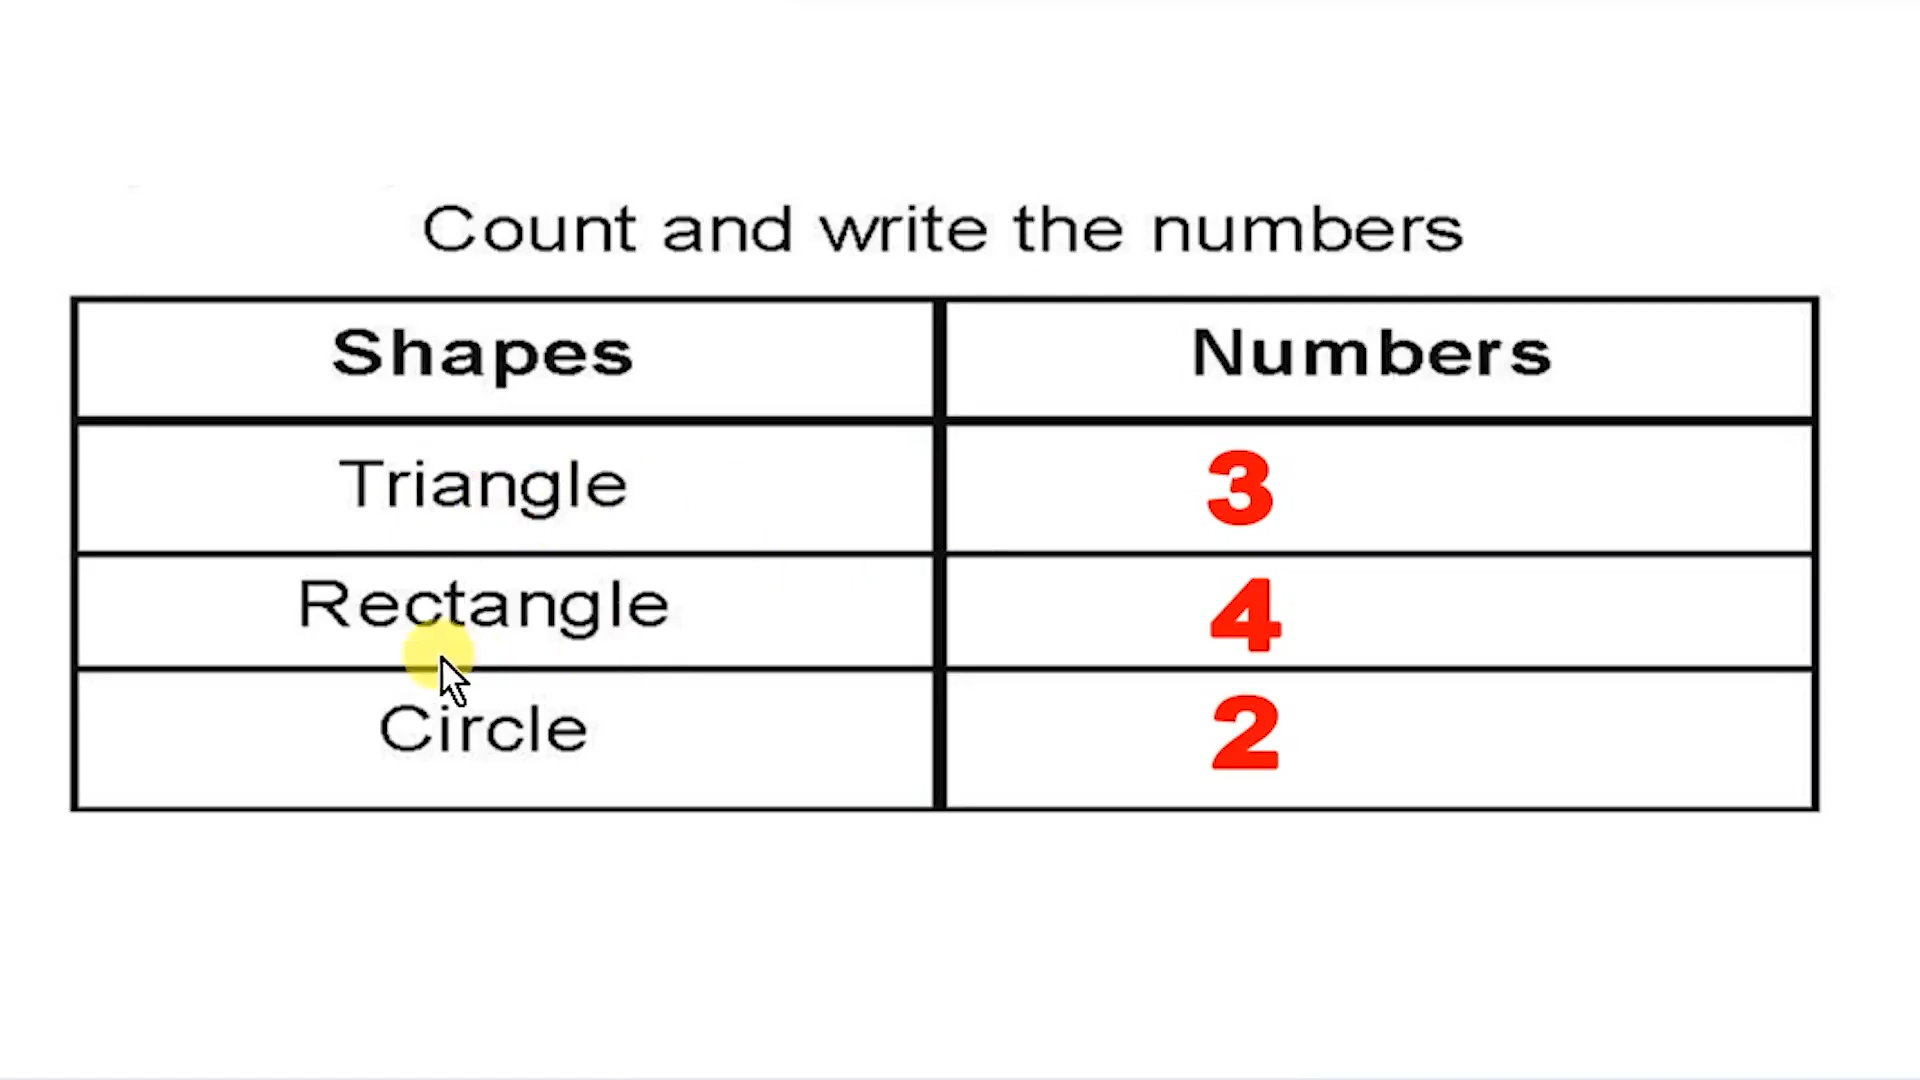 Count and write the numbers
Shapes Numbers
Triangle 3
Rectangle 4
Circle 2